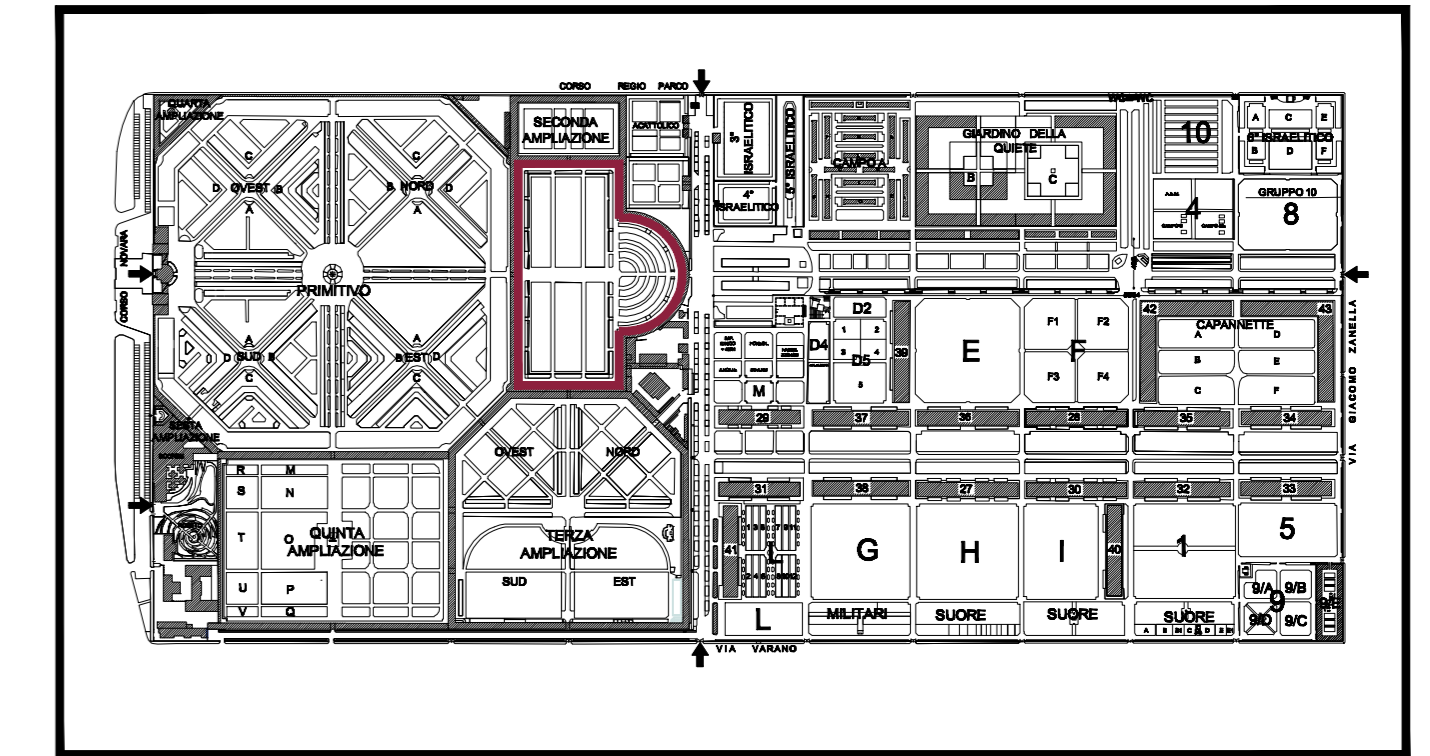 CORSO REGIO PARCO
QUARTA
AMPLIAZIONE
SECONDA
AMPLIAZIONE
ACATTOLICO
3°
ISRAELITICO
4°
ISRAELITICO
5° ISRAELITICO
CAMPO A
GIARDINO DELLA
QUIETE
B
C
10
A C E
6° ISRAELITICO
B D F
4
GRUPPO 10
8
C
D OVEST B
A
C
B NORD D
A
PRIMITIVO
A
D SUD B
C
A
B EST D
C
CORSO NOVARA
SESTA
AMPLIAZIONE
R M
S N
T O
U P
V Q
QUINTA
AMPLIAZIONE
OVEST
NORD
TERZA
AMPLIAZIONE
SUD
EST
D2
D4
1 2
3 4
D5
5
39
E
F1 F2
F
F3 F4
42
43
CAPANNETTE
A D
B E
C F
M
29
37
36
28
35
34
31
38
27
30
32
33
41
G
H
I
40
1
5
L
MILITARI
SUORE
SUORE
SUORE
9/A 9/B
9
9/D 9/C
VIA VARANO
VIA GIACOMO ZANELLA